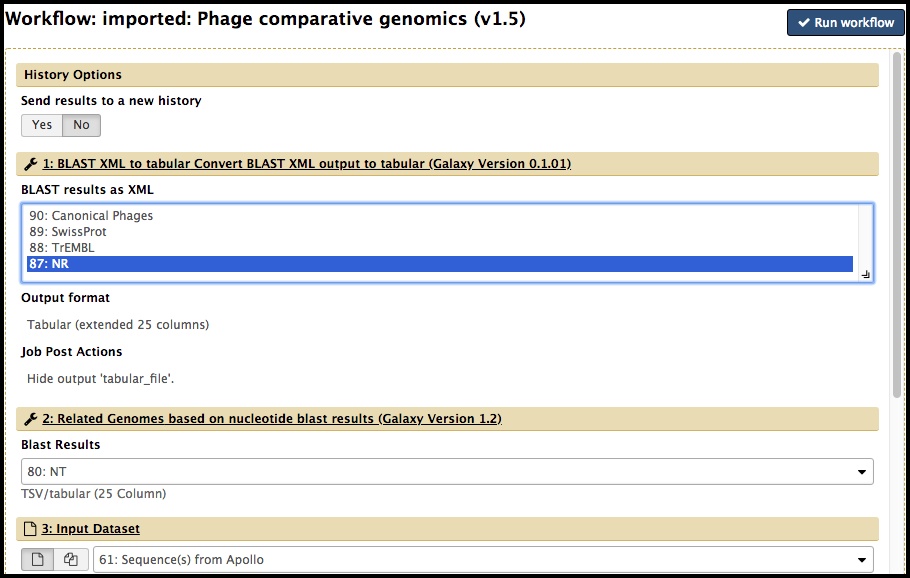 Workflow: imported: Phage comparative genomics (v1.5)
Run workflow
History Options
Send results to a new history
Yes No
1: BLAST XML to tabular Convert BLAST XML output to tabular (Galaxy Version 0.1.01)
BLAST results as XML
90: Canonical Phages
89: SwissProt
88: TrEMBL
87: NR
Output format
Tabular (extended 25 columns)
Job Post Actions
Hide output 'tabular_file'.
2: Related Genomes based on nucleotide blast results (Galaxy Version 1.2)
Blast Results
80: NT
TSV/tabular (25 Column)
3: Input Dataset
61: Sequence(s) from Apollo